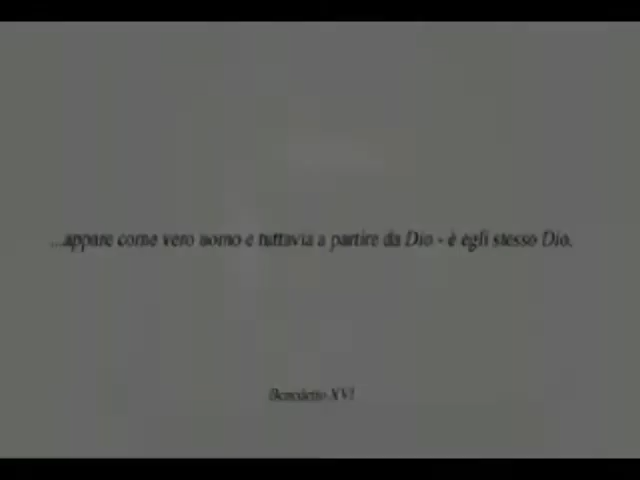 ...appare come vero uomo e tuttavia a partire da Dio - è egli stesso Dio.
Benedetto XVI